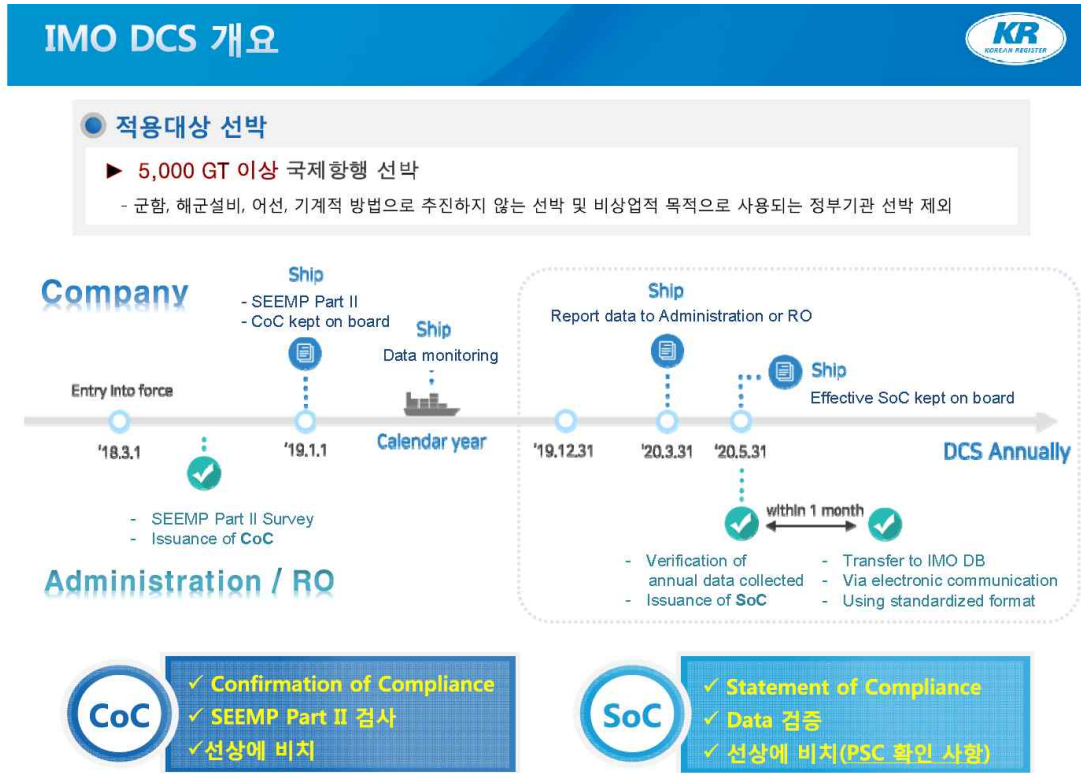 IMO DCS 개요
KR
KOREAN REGISTER
적용대상 선박
► 5,000 GT 이상 국제항행 선박
- 군함, 해군설비, 어선, 기계적 방법으로 추진하지 않는 선박 및 비상업적 목적으로 사용되는 정부기관 선박 제외
Company
Ship
- SEEMP Part II
- CoC kept on board
Ship
Data monitoring
Ship
Report data to Administration or RO
Ship
Effective SoC kept on board
Entry into force
'18.3.1
'19.1.1
Calendar year
'19.12.31
'20.3.31
'20.5.31
DCS Annually
- SEEMP Part II Survey
- Issuance of CoC
within 1 month
- Verification of
annual data collected
- Issuance of SoC
- Transfer to IMO DB
- Via electronic communication
- Using standardized format
Administration / RO
CoC
✓ Confirmation of Compliance
✓ SEEMP Part II 검사
✓선상에 비치
SoC
✓ Statement of Compliance
✓ Data 검증
✓ 선상에 비치(PSC 확인 사항)